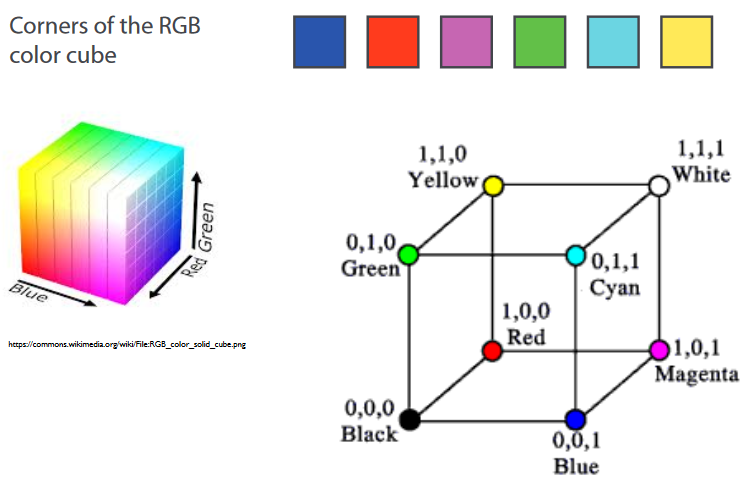 Corners of the RGB
color cube
Blue
Red
Green
https://commons.wikimedia.org/wiki/File:RGB_color_solid_cube.png
1,1,0
Yellow
1,1,1
White
0,1,0
Green
0,1,1
Cyan
1,0,0
Red
1,0,1
Magenta
0,0,0
Black
0,0,1
Blue